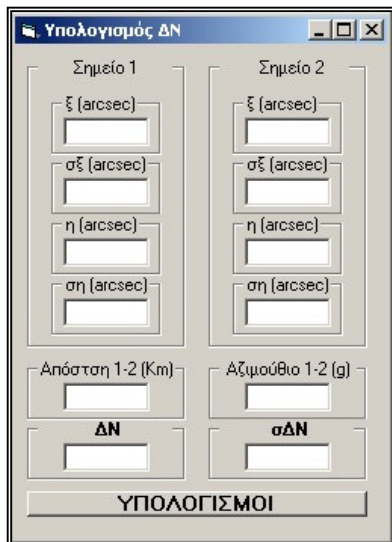 Υπολογισμός ΔΝ
Σημείο 1 Σημείο 2
ξ (arcsec) ξ (arcsec)
σξ (arcsec) σξ (arcsec)
η (arcsec) η (arcsec)
ση (arcsec) ση (arcsec)
Απόστση 1-2 (Km) Αζιμούθιο 1-2 (g)
ΔΝ σΔΝ
ΥΠΟΛΟΓΙΣΜΟΙ